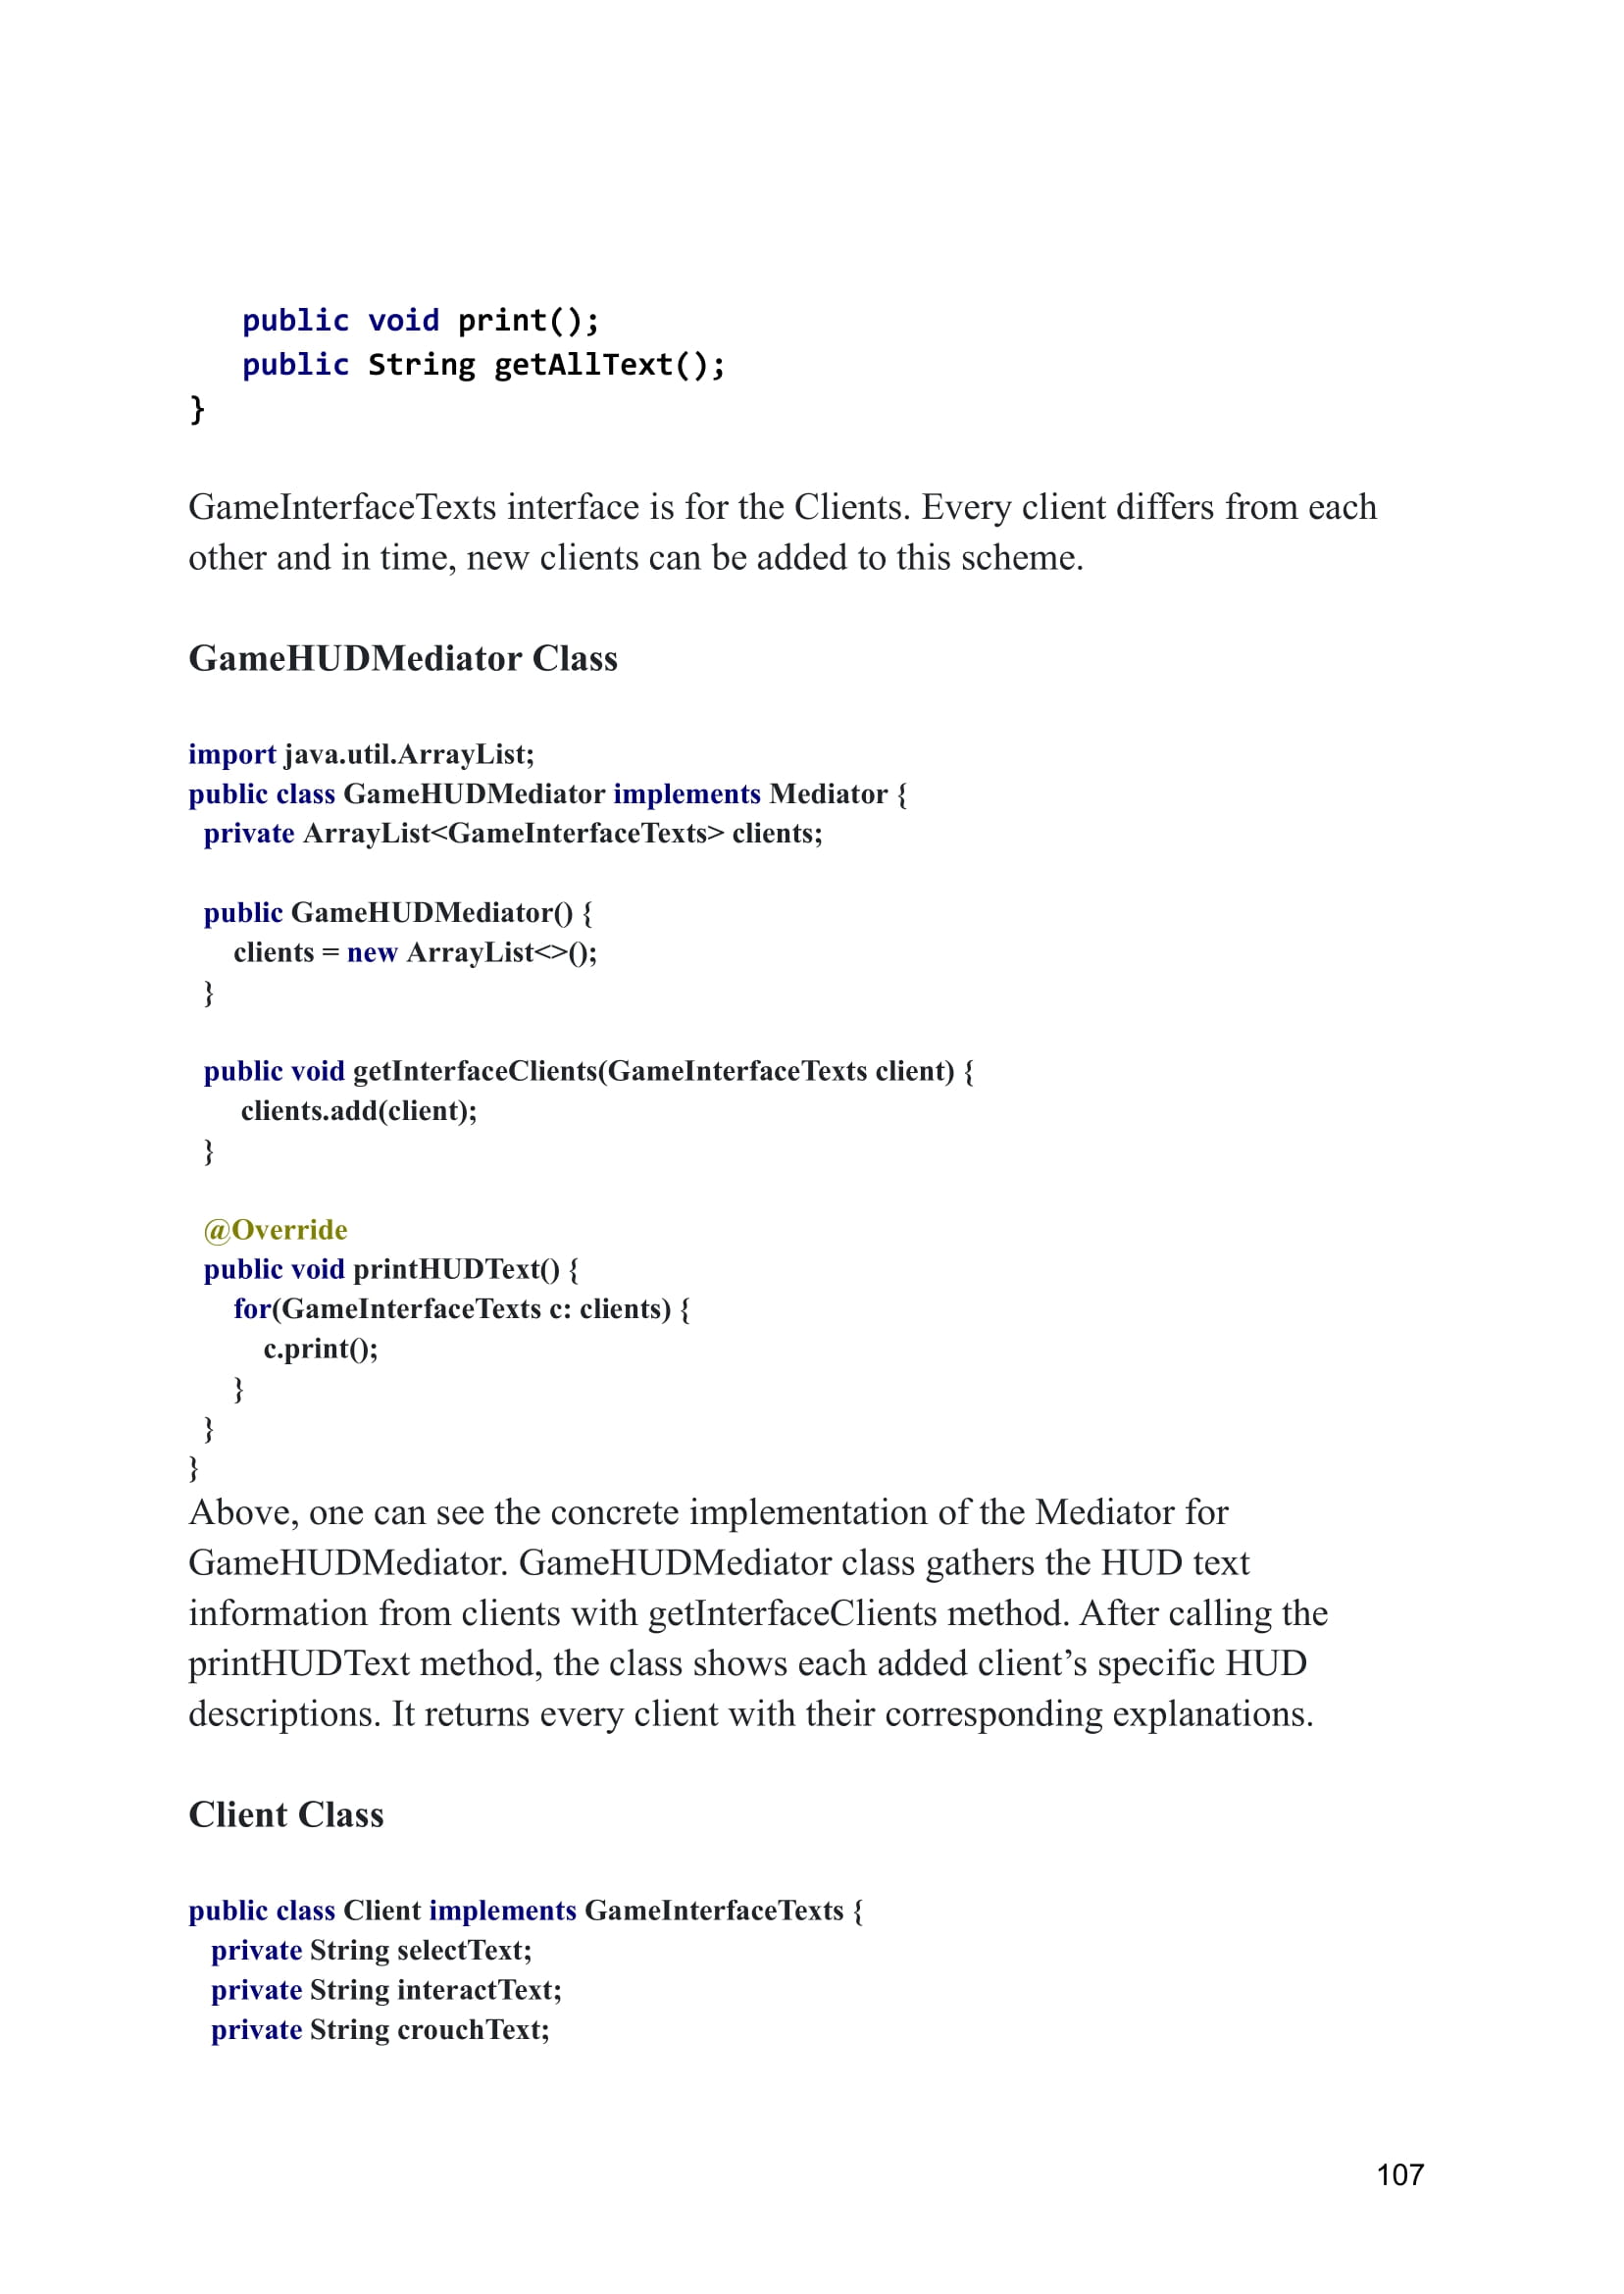 public void print();
public String getAllText();
}
GameInterfaceTexts interface is for the Clients. Every client differs from each
other and in time, new clients can be added to this scheme.
GameHUDMediator Class
import java.util.ArrayList;
public class GameHUDMediator implements Mediator {
private ArrayList<GameInterfaceTexts> clients;
public GameHUDMediator() {
clients = new ArrayList<>();
}
public void getInterfaceClients(GameInterfaceTexts client) {
clients.add(client);
}
@Override
public void printHUDText() {
for(GameInterfaceTexts c: clients) {
c.print();
}
}
}
Above, one can see the concrete implementation of the Mediator for
GameHUDMediator. GameHUDMediator class gathers the HUD text
information from clients with getInterfaceClients method. After calling the
printHUDText method, the class shows each added client’s specific HUD
descriptions. It returns every client with their corresponding explanations.
Client Class
public class Client implements GameInterfaceTexts {
private String selectText;
private String interactText;
private String crouchText;
107